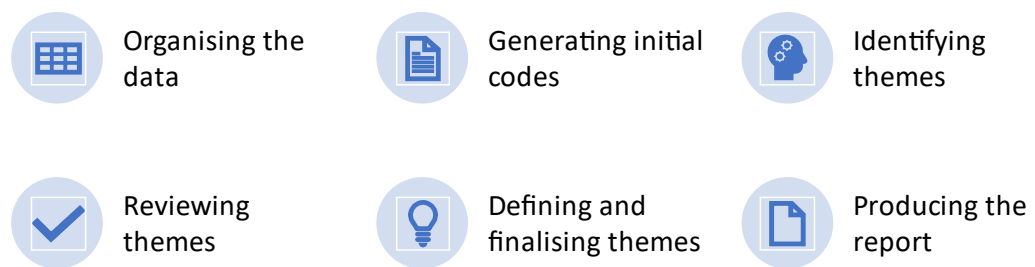 Organising the
data
Generating initial
codes
Identifying
themes
Reviewing
themes
Defining and
finalising themes
Producing the
report